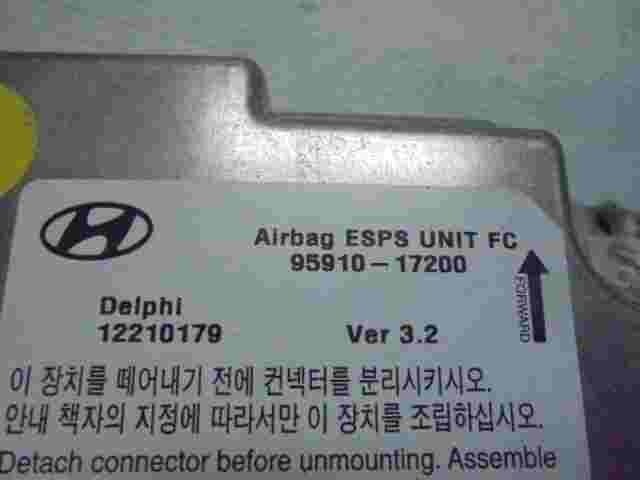 Airbag ESPS UNIT FC
95910-17200
FORWARD
Delphi
12210179 Ver 3.2
이 장치를 떼어내기 전에 컨넥터를 분리시키시오.
안내 책자의 지정에 따라서만 이 장치를 조립하십시오.
Detach connector before unmounting. Assemble